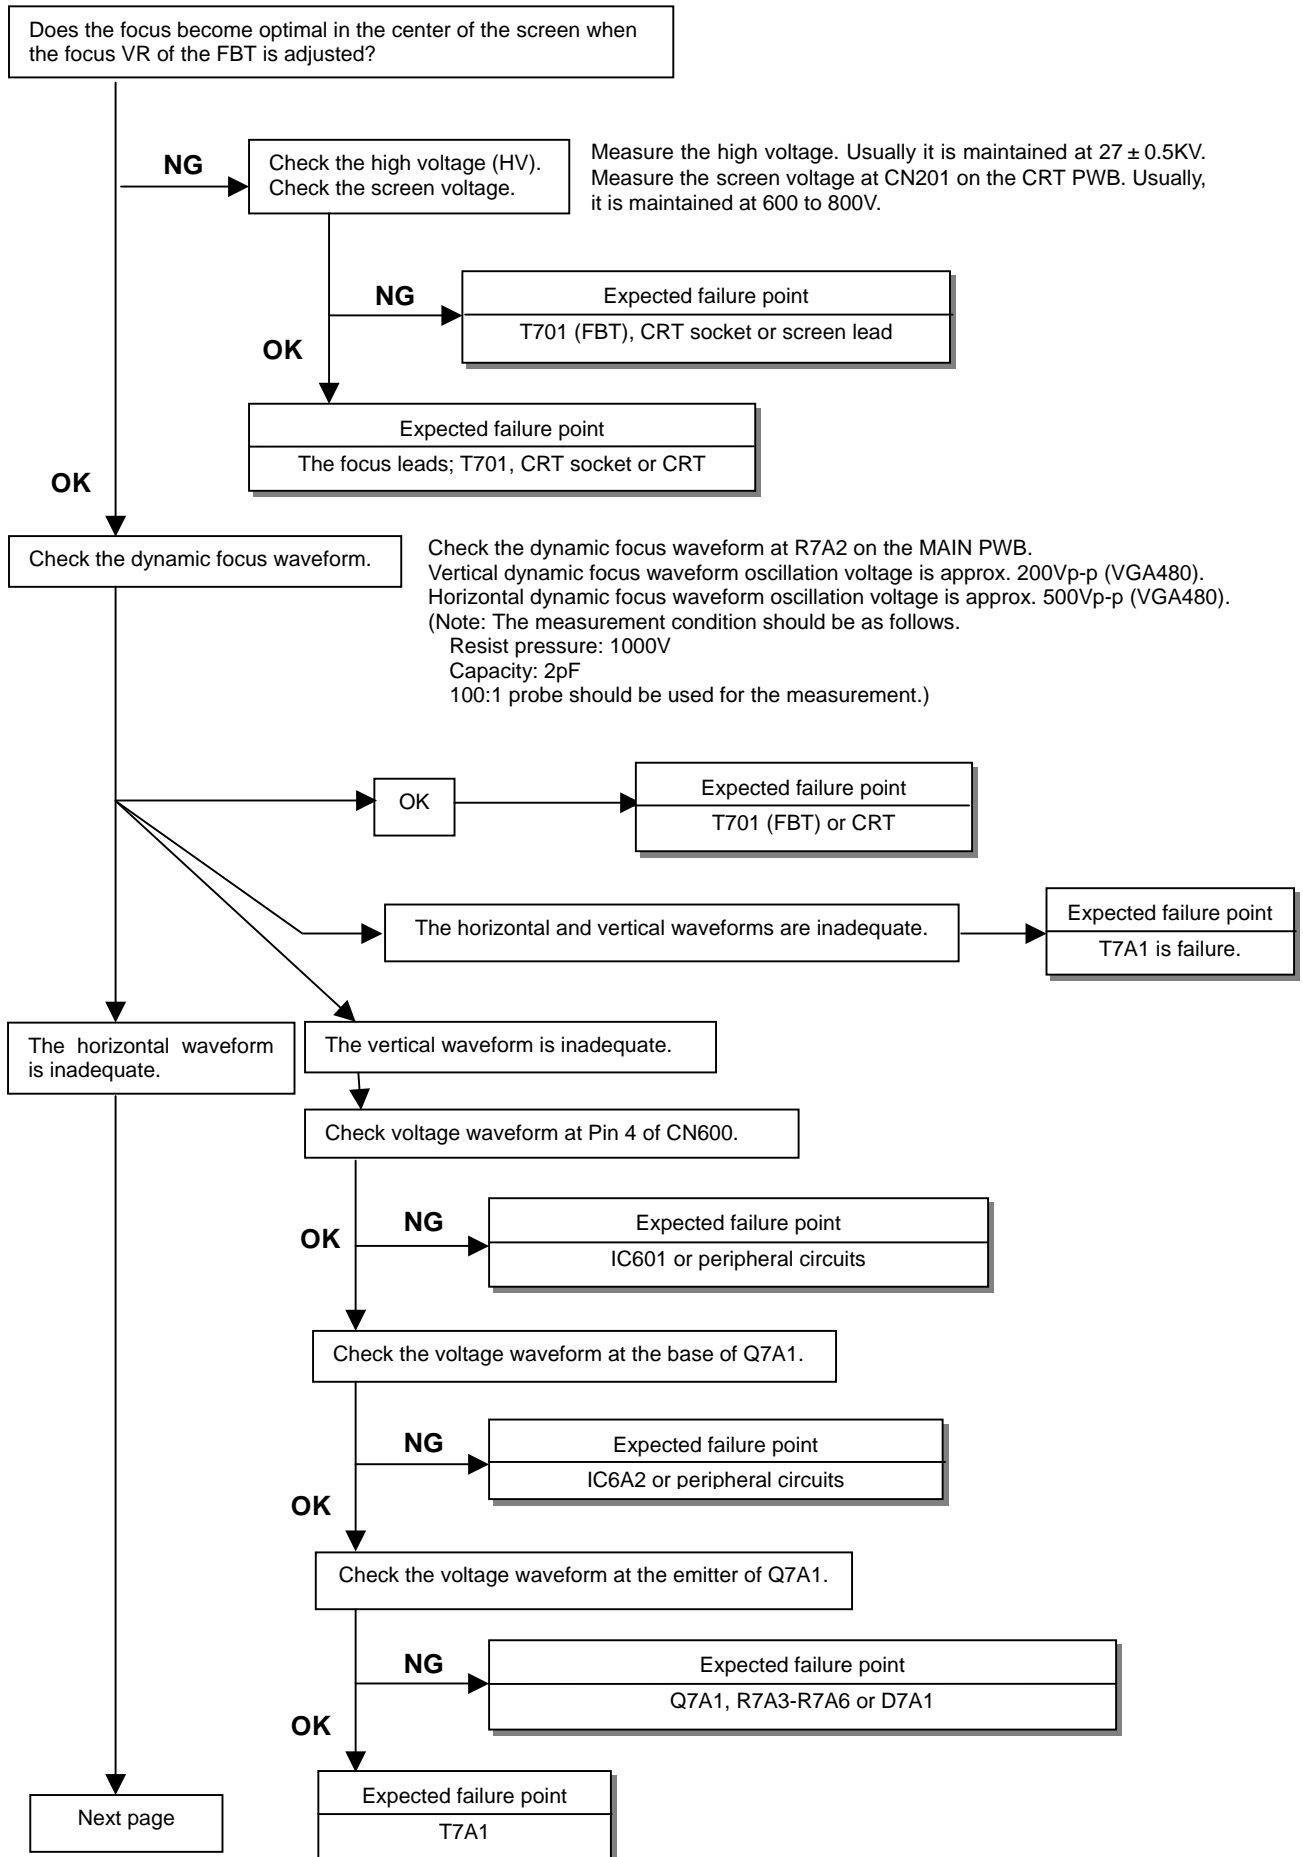 Does the focus become optimal in the center of the screen when
the focus VR of the FBT is adjusted?
NG
Check the high voltage (HV).
Check the screen voltage.
Measure the high voltage. Usually it is maintained at 27 ± 0.5KV.
Measure the screen voltage at CN201 on the CRT PWB. Usually,
it is maintained at 600 to 800V.
NG
Expected failure point
T701 (FBT), CRT socket or screen lead
OK
Expected failure point
The focus leads; T701, CRT socket or CRT
OK
Check the dynamic focus waveform.
Check the dynamic focus waveform at R7A2 on the MAIN PWB.
Vertical dynamic focus waveform oscillation voltage is approx. 200Vp-p (VGA480).
Horizontal dynamic focus waveform oscillation voltage is approx. 500Vp-p (VGA480).
(Note: The measurement condition should be as follows.
Resist pressure: 1000V
Capacity: 2pF
100:1 probe should be used for the measurement.)
OK
Expected failure point
T701 (FBT) or CRT
The horizontal and vertical waveforms are inadequate.
Expected failure point
T7A1 is failure.
The horizontal waveform
is inadequate.
The vertical waveform is inadequate.
Check voltage waveform at Pin 4 of CN600.
NG
OK
Expected failure point
IC601 or peripheral circuits
Check the voltage waveform at the base of Q7A1.
NG
Expected failure point
IC6A2 or peripheral circuits
OK
Check the voltage waveform at the emitter of Q7A1.
NG
Expected failure point
Q7A1, R7A3-R7A6 or D7A1
OK
Next page
Expected failure point
T7A1